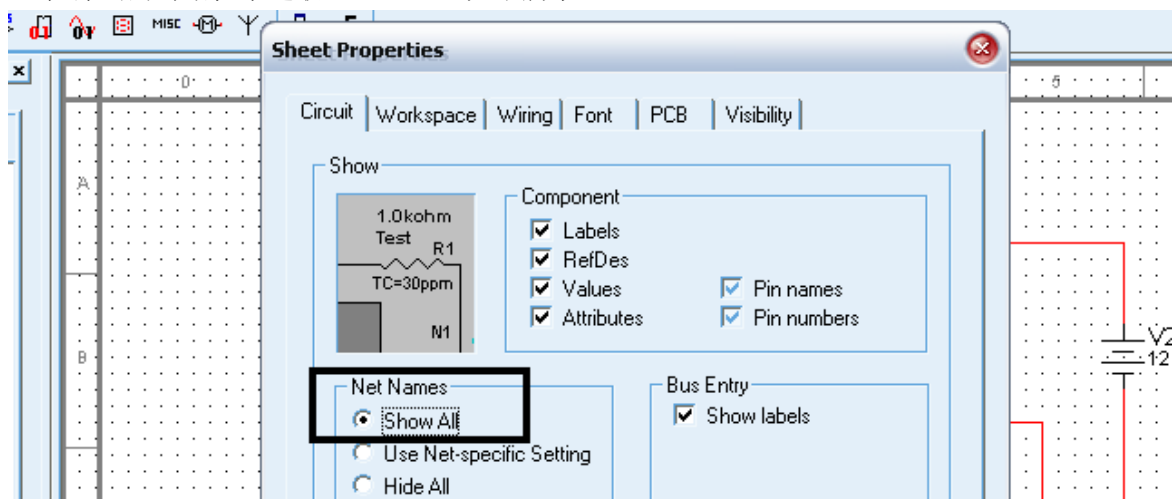 MISC
Sheet Properties
0
5
Circuit Workspace Wiring Font PCB Visibility
Show
A
1.0kohm
Test
R1
TC=30ppm
N1
Component
Labels
RefDes
Values
Pin names
Attributes
Pin numbers
V2
12
B
Net Names
Show All
Use Net-specific Setting
Hide All
Bus Entry
Show labels